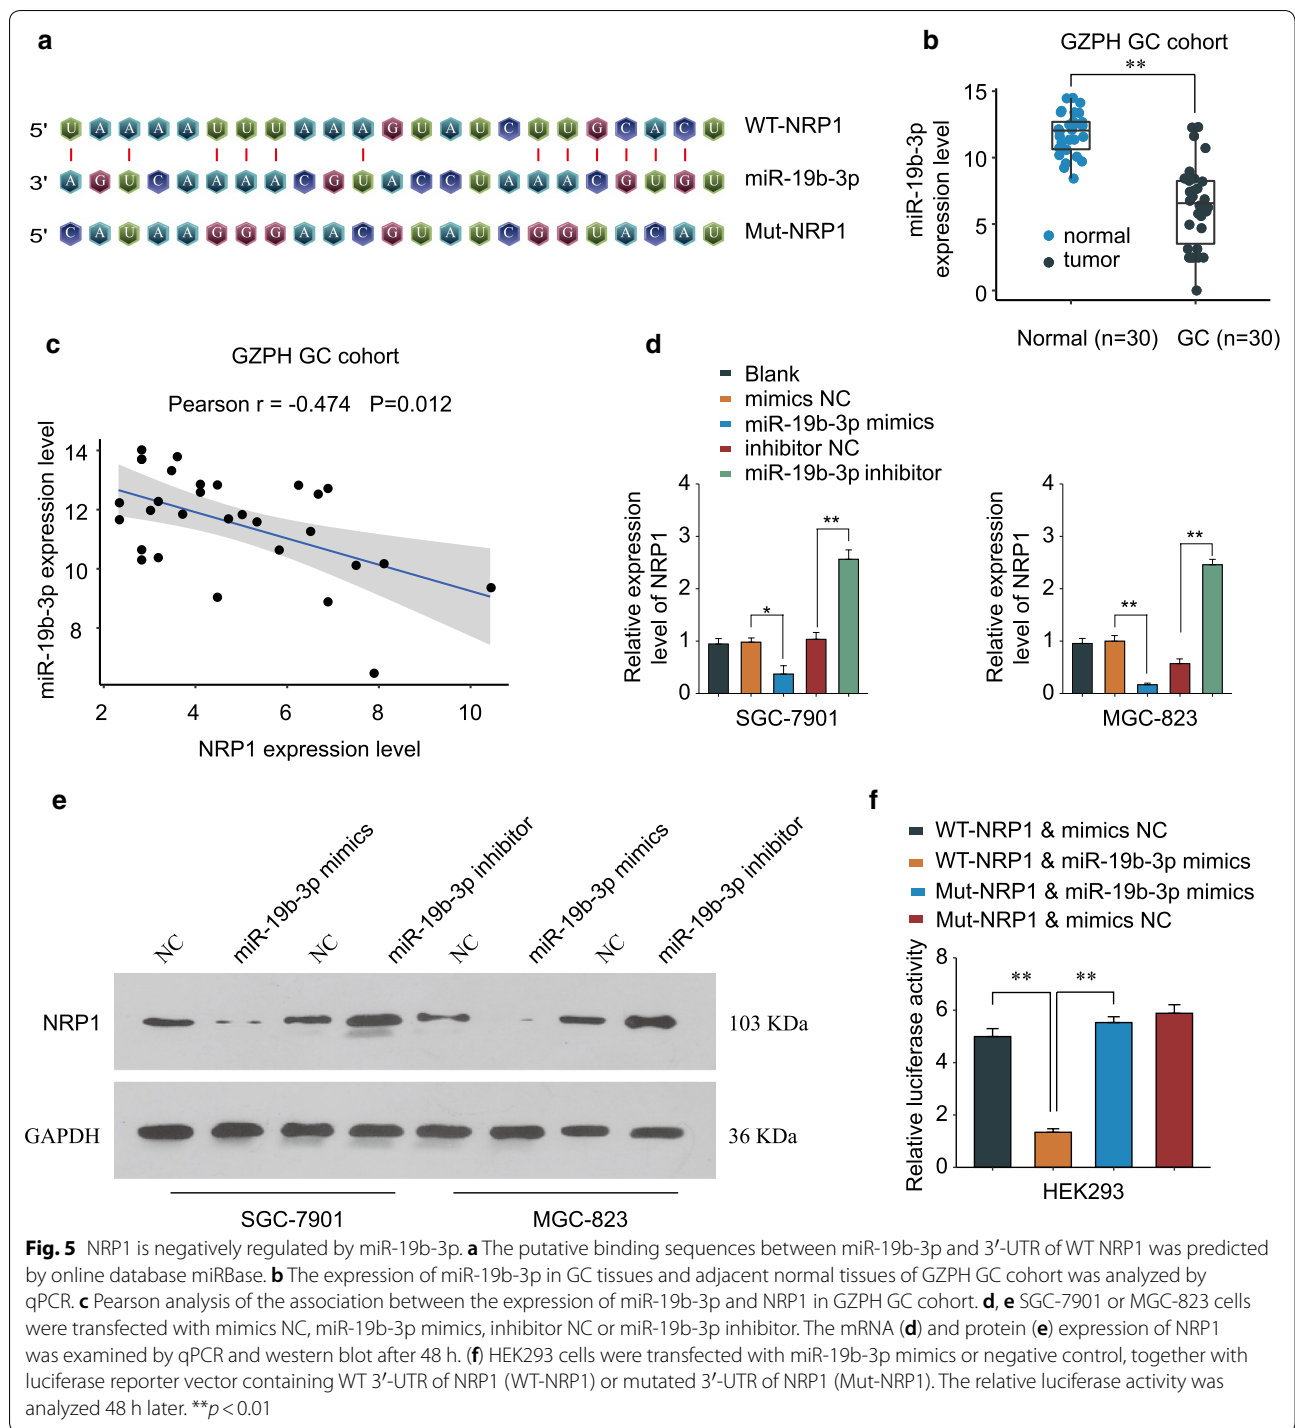 a
5' U A A A A U U U A A A G U A U C U U G C A C U WT-NRP1
3' A G U C A A A A C G U A C C U A A A C G U G U miR-19b-3p
5' C A U A A G G G A A C G U A U C G G U A C A U Mut-NRP1
b
GZPH GC cohort
**
miR-19b-3p
expression level
15
10
5
0
normal
tumor
Normal (n=30) GC (n=30)
c
GZPH GC cohort
Pearson r = -0.474 P=0.012
miR-19b-3p expression level
14
12
10
8
2 4 6 8 10
NRP1 expression level
d
Blank
mimics NC
miR-19b-3p mimics
inhibitor NC
miR-19b-3p inhibitor
Relative expression
level of NRP1
4
3
2
1
0
*
**
SGC-7901
Relative expression
level of NRP1
4
3
2
1
0
**
**
MGC-823
e
NC
miR-19b-3p mimics
NC
miR-19b-3p inhibitor
NC
miR-19b-3p mimics
NC
miR-19b-3p inhibitor
NRP1
103 KDa
GAPDH
36 KDa
SGC-7901
MGC-823
f
WT-NRP1 & mimics NC
WT-NRP1 & miR-19b-3p mimics
Mut-NRP1 & miR-19b-3p mimics
Mut-NRP1 & mimics NC
Relative luciferase activity
8
6
4
2
0
**
**
HEK293
Fig. 5 NRP1 is negatively regulated by miR-19b-3p. a The putative binding sequences between miR-19b-3p and 3′-UTR of WT NRP1 was predicted
by online database miRBase. b The expression of miR-19b-3p in GC tissues and adjacent normal tissues of GZPH GC cohort was analyzed by
qPCR. c Pearson analysis of the association between the expression of miR-19b-3p and NRP1 in GZPH GC cohort. d, e SGC-7901 or MGC-823 cells
were transfected with mimics NC, miR-19b-3p mimics, inhibitor NC or miR-19b-3p inhibitor. The mRNA (d) and protein (e) expression of NRP1
was examined by qPCR and western blot after 48 h. (f) HEK293 cells were transfected with miR-19b-3p mimics or negative control, together with
luciferase reporter vector containing WT 3′-UTR of NRP1 (WT-NRP1) or mutated 3′-UTR of NRP1 (Mut-NRP1). The relative luciferase activity was
analyzed 48 h later. **p < 0.01